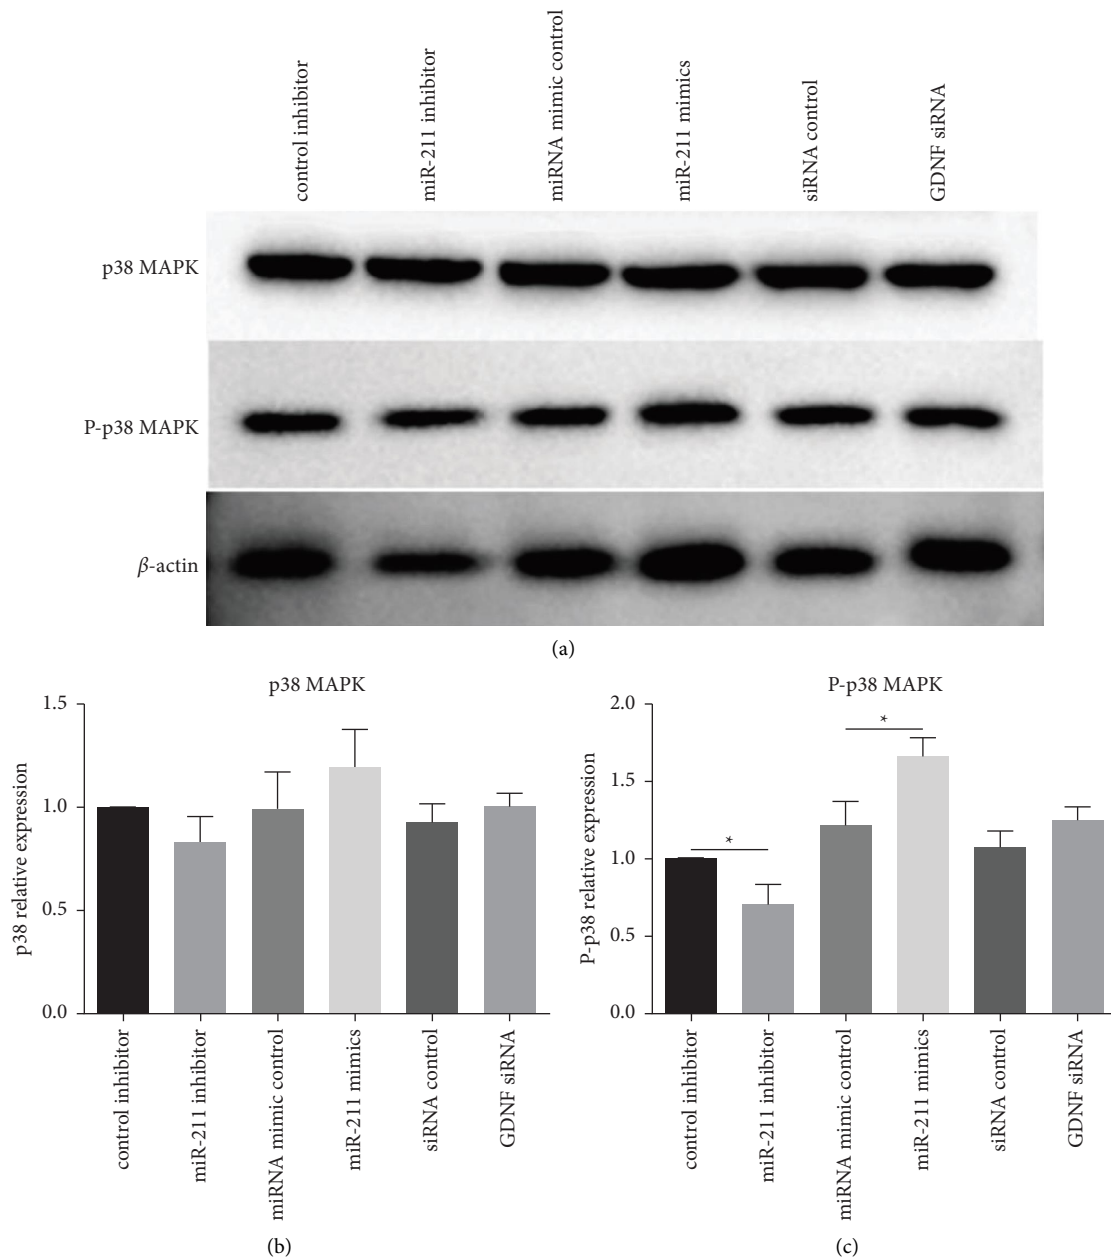 control inhibitor
miR-211 inhibitor
miRNA mimic control
miR-211 mimics
siRNA control
GDNF siRNA
p38 MAPK
P-p38 MAPK
β-actin
(a)
p38 MAPK
p38 relative expression
1.5
1.0
0.5
0.0
control inhibitor
miR-211 inhibitor
miRNA mimic control
miR-211 mimics
siRNA control
GDNF siRNA
(b)
P-p38 MAPK
P-p38 relative expression
2.0
1.5
1.0
0.5
0.0
*
*
control inhibitor
miR-211 inhibitor
miRNA mimic control
miR-211 mimics
siRNA control
GDNF siRNA
(c)